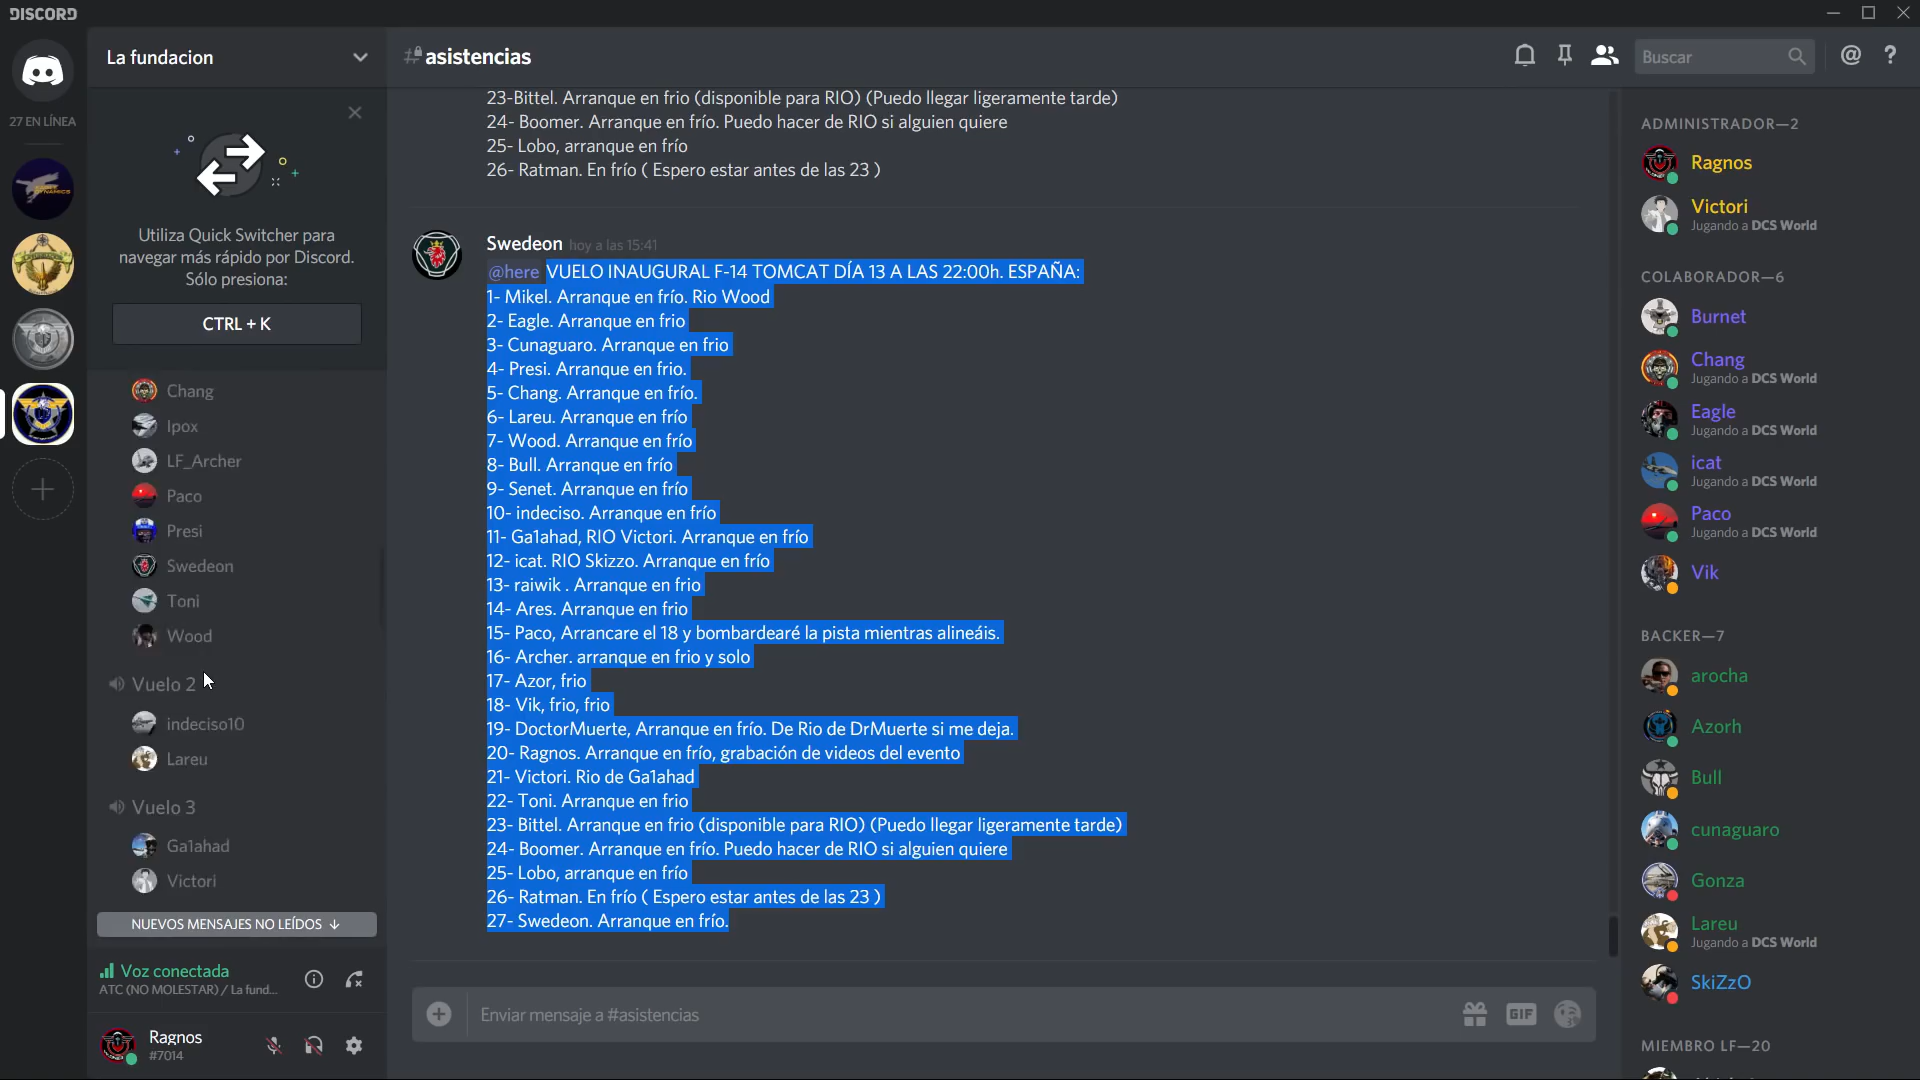 DISCORD
27 EN LÍNEA
La fundacion
Utiliza Quick Switcher para
navegar más rápido por Discord.
Sólo presiona:
CTRL + K
Chang
Ipox
LF_Archer
Paco
Presi
Swedeon
Toni
Wood
Vuelo 2
indeciso10
Lareu
Vuelo 3
Ga1ahad
Victori
NUEVOS MENSAJES NO LEÍDOS ↓
Voz conectada
ATC (NO MOLESTAR) / La fund...
Ragnos
#7014
#asistencias
Buscar
23-Bittel. Arranque en frio (disponible para RIO) (Puedo llegar ligeramente tarde)
24- Boomer. Arranque en frío. Puedo hacer de RIO si alguien quiere
25- Lobo, arranque en frío
26- Ratman. En frío ( Espero estar antes de las 23 )
Swedeon hoy a las 15:41
@here VUELO INAUGURAL F-14 TOMCAT DÍA 13 A LAS 22:00h. ESPAÑA:
1- Mikel. Arranque en frío. Rio Wood
2- Eagle. Arranque en frio
3- Cunaguaro. Arranque en frio
4- Presi. Arranque en frio.
5- Chang. Arranque en frío.
6- Lareu. Arranque en frío
7- Wood. Arranque en frío
8- Bull. Arranque en frío
9- Senet. Arranque en frío
10- indeciso. Arranque en frío
11- Ga1ahad, RIO Victori. Arranque en frío
12- icat. RIO Skizzo. Arranque en frío
13- raiwik . Arranque en frio
14- Ares. Arranque en frio
15- Paco, Arrancare el 18 y bombardearé la pista mientras alineáis.
16- Archer. arranque en frio y solo
17- Azor, frio
18- Vik, frio, frio
19- DoctorMuerte, Arranque en frío. De Rio de DrMuerte si me deja.
20- Ragnos. Arranque en frío, grabación de videos del evento
21- Victori. Rio de Ga1ahad
22- Toni. Arranque en frio
23- Bittel. Arranque en frio (disponible para RIO) (Puedo llegar ligeramente tarde)
24- Boomer. Arranque en frío. Puedo hacer de RIO si alguien quiere
25- Lobo, arranque en frío
26- Ratman. En frío ( Espero estar antes de las 23 )
27- Swedeon. Arranque en frío.
Enviar mensaje a #asistencias
GIF
ADMINISTRADOR—2
Ragnos
Victori
Jugando a DCS World
COLABORADOR—6
Burnet
Chang
Jugando a DCS World
Eagle
Jugando a DCS World
icat
Jugando a DCS World
Paco
Jugando a DCS World
Vik
BACKER—7
arocha
Azorh
Bull
cunaguaro
Gonza
Lareu
Jugando a DCS World
SkiZzO
MIEMBRO LF—20